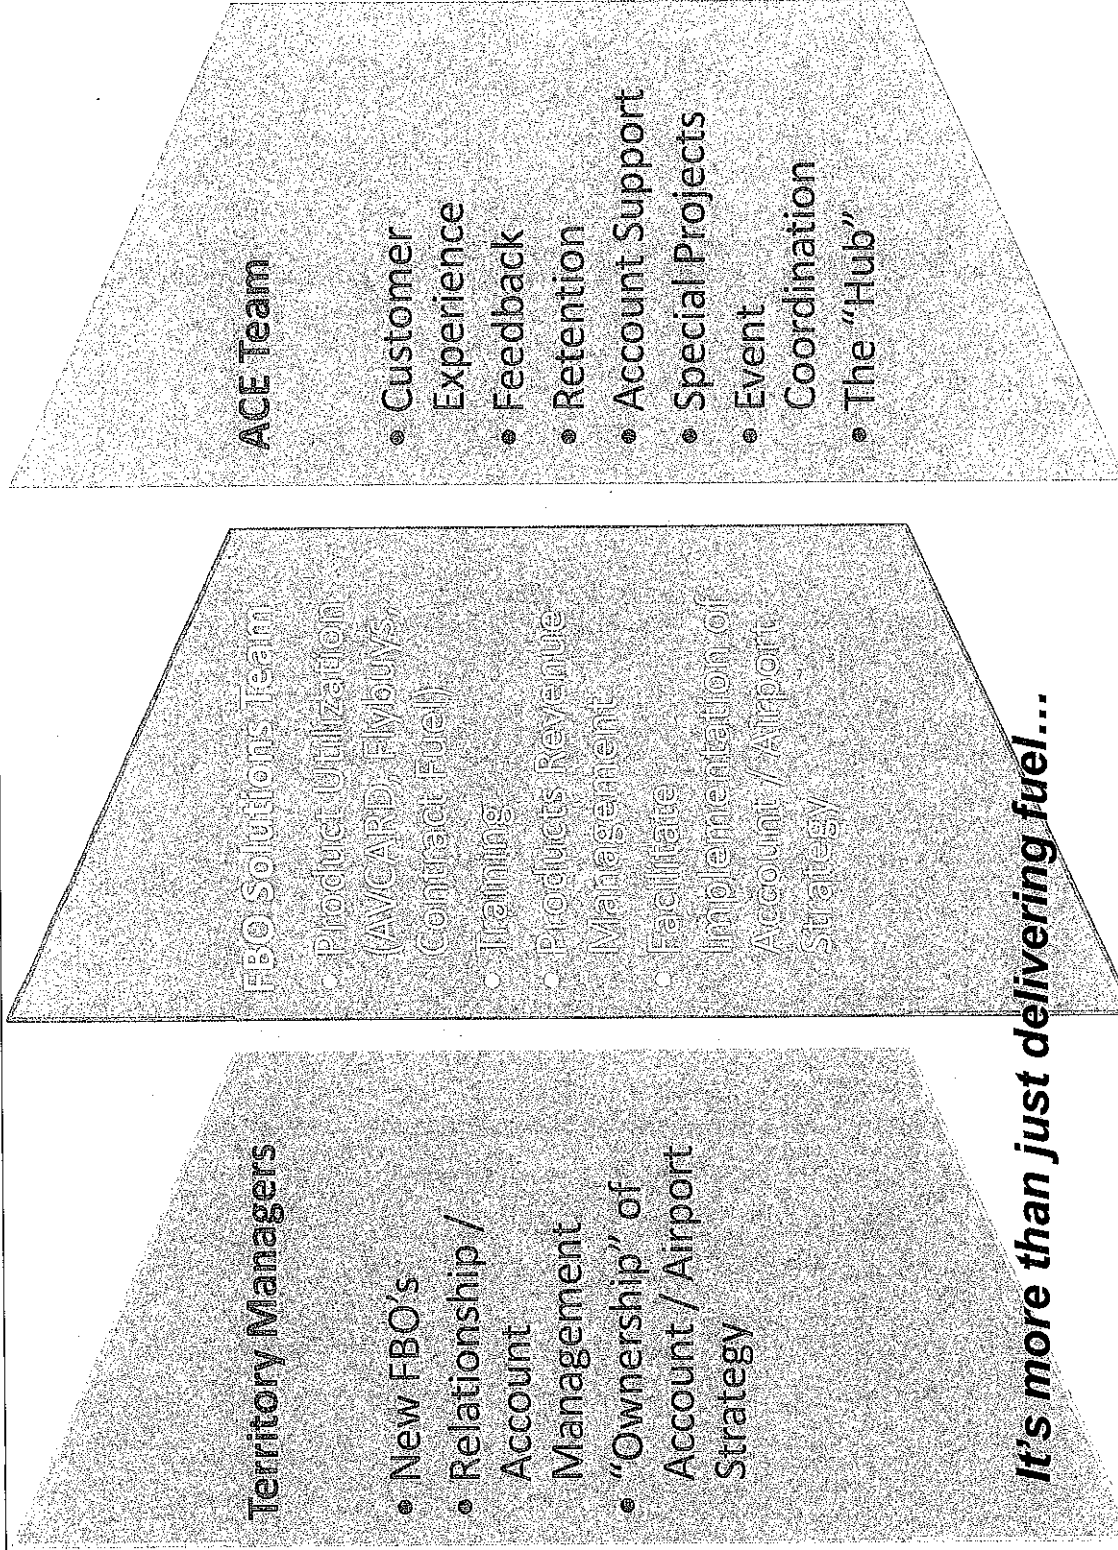 Territory Managers
• New FBO's
• Relationship /
Account
Management
• "Ownership" of
Account / Airport
Strategy
FBO Solutions Team
Product Utilization
(AVCARD, Flybuys,
Contract Fuel)
• Training
• Products Revenue
Management
• Facilitate
Implementation of
Account / Airport
Strategy
ACE Team
• Customer
Experience
• Feedback
• Retention
• Account Support
• Special Projects
• Event
Coordination
• The "Hub"
It's more than just delivering fuel...